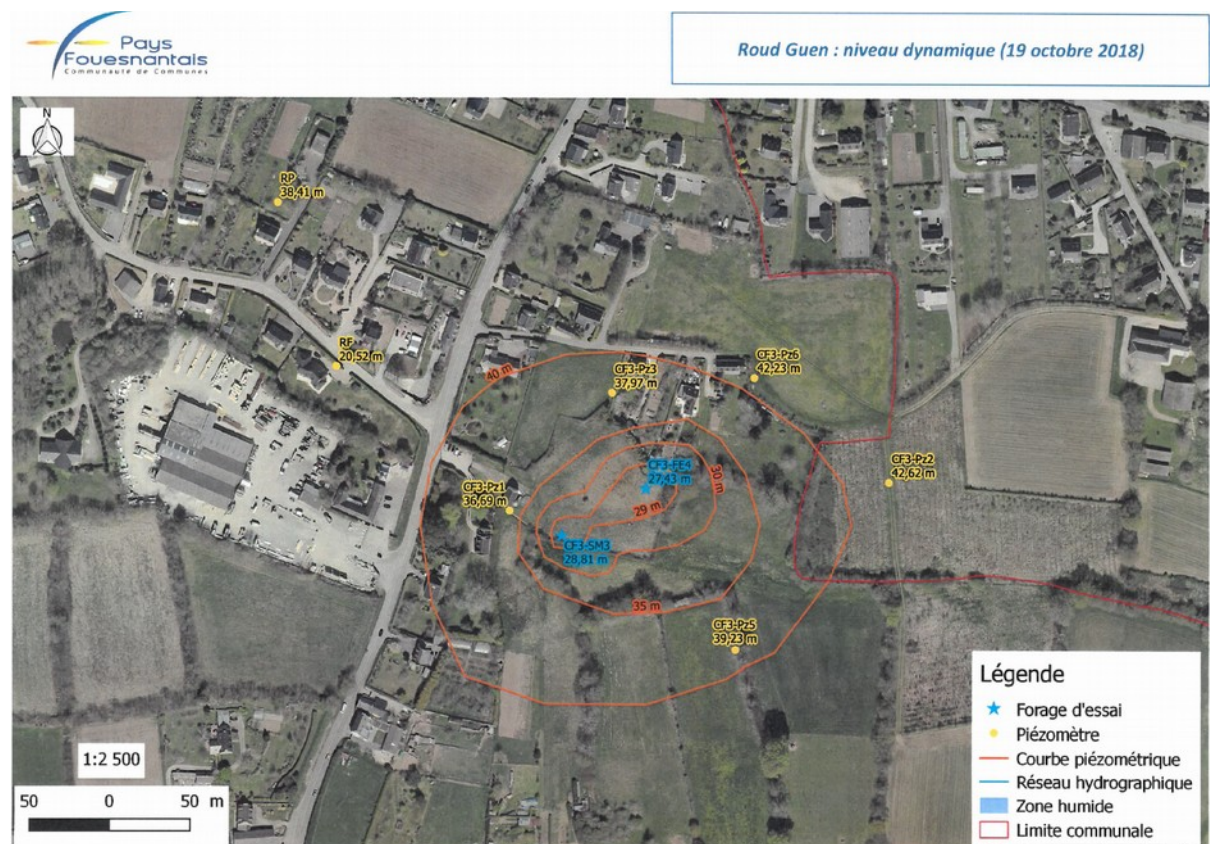 Pays
Fouesnantais
Communauté de Communes
Roud Guen : niveau dynamique (19 octobre 2018)
RP
38,41 m
RF
20,52 m
40 m
CF3-Pz3
37,97 m
CF3-Pz6
42,23 m
CF3-Pz2
42,62 m
CF3-FE4
27,43 m
30 m
CF3-Pz1
36,69 m
29 m
CF3-SM3
28,81 m
35 m
CF3-Pz5
39,23 m
1:2 500
50 0 50 m
Légende
Forage d'essai
Piézomètre
Courbe piézométrique
Réseau hydrographique
Zone humide
Limite communale